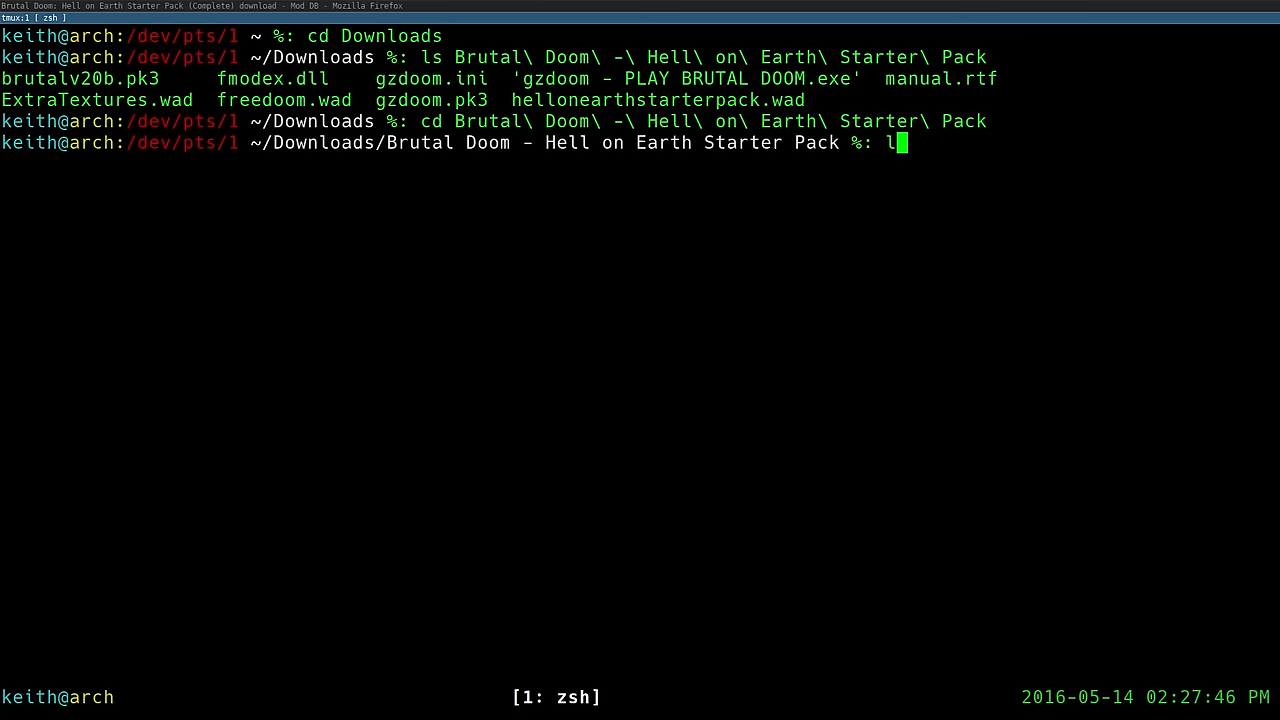 Brutal Doom: Hell on Earth Starter Pack (Complete) download - Mod DB - Mozilla Firefox
tmux:1 [ zsh ]
keith@arch:/dev/pts/1 ~ %: cd Downloads
keith@arch:/dev/pts/1 ~/Downloads %: ls Brutal\ Doom\ -\ Hell\ on\ Earth\ Starter\ Pack
brutalv20b.pk3     fmodex.dll    gzdoom.ini  'gzdoom - PLAY BRUTAL DOOM.exe'  manual.rtf
ExtraTextures.wad  freedoom.wad  gzdoom.pk3  hellonearthstarterpack.wad
keith@arch:/dev/pts/1 ~/Downloads %: cd Brutal\ Doom\ -\ Hell\ on\ Earth\ Starter\ Pack
keith@arch:/dev/pts/1 ~/Downloads/Brutal Doom - Hell on Earth Starter Pack %: l
keith@arch [1: zsh] 2016-05-14 02:27:46 PM